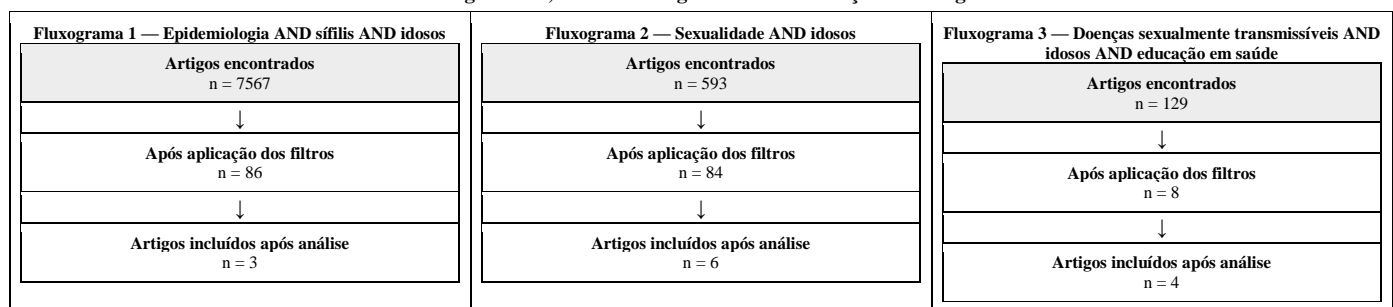 Fluxograma 1 — Epidemiologia AND sífilis AND idosos
Artigos encontrados
n = 7567
↓
Após aplicação dos filtros
n = 86
↓
Artigos incluídos após análise
n = 3
Fluxograma 2 — Sexualidade AND idosos
Artigos encontrados
n = 593
↓
Após aplicação dos filtros
n = 84
↓
Artigos incluídos após análise
n = 6
Fluxograma 3 — Doenças sexualmente transmissíveis AND
idosos AND educação em saúde
Artigos encontrados
n = 129
↓
Após aplicação dos filtros
n = 8
↓
Artigos incluídos após análise
n = 4